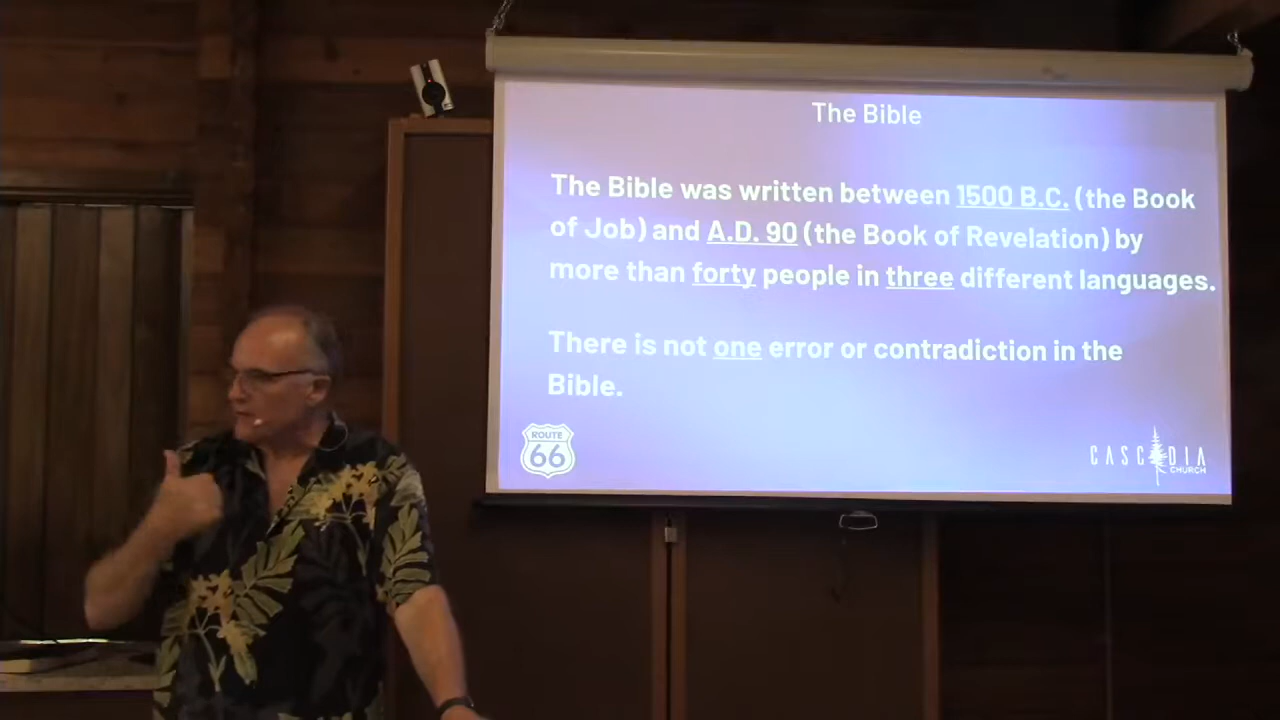 The Bible
The Bible was written between 1500 B.C. (the Book
of Job) and A.D. 90 (the Book of Revelation) by
more than forty people in three different languages.
There is not one error or contradiction in the
Bible.
ROUTE
66
CASCADIA
CHURCH